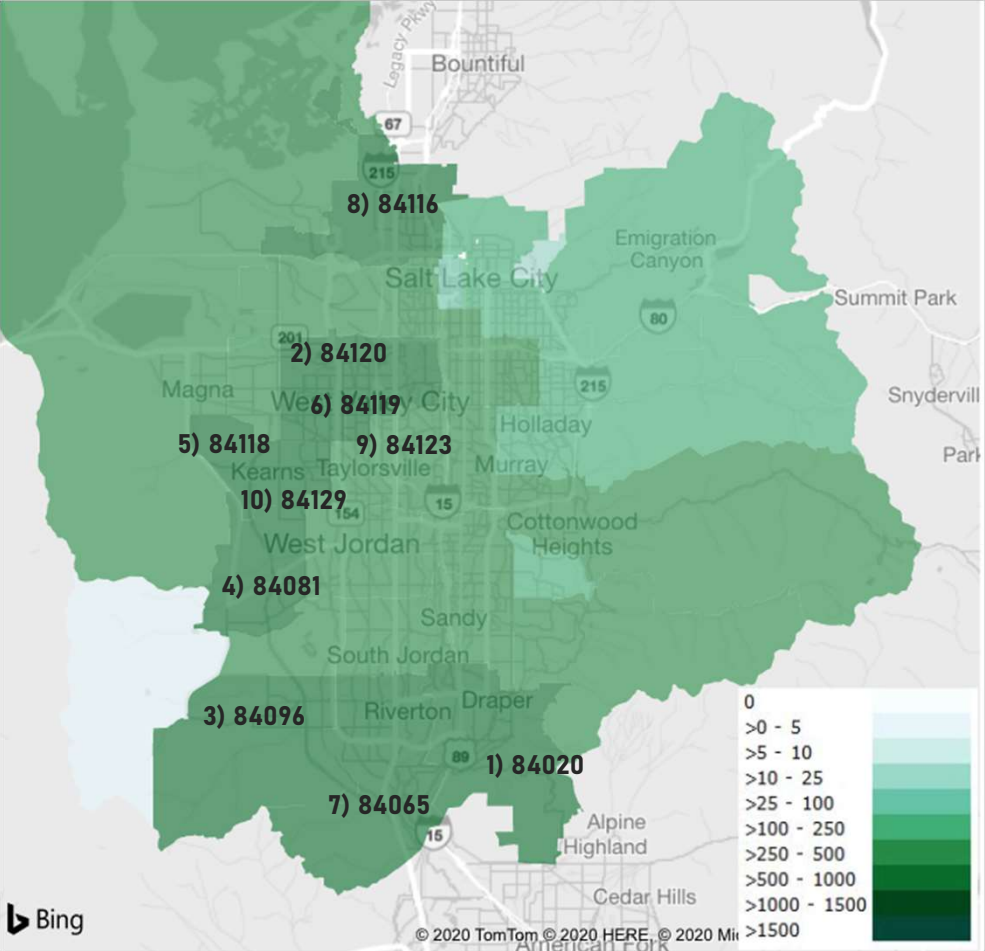 Legacy Pkwy
Bountiful
67
215
8) 84116
Emigration
Canyon
Salt Lake City
Summit Park
80
201
2) 84120
215
Magna
Snydervill
West Valley City
6) 84119
Holladay
5) 84118
9) 84123
Park
Kearns
Taylorsville
Murray
10) 84129
154
15
Cottonwood
Heights
West Jordan
4) 84081
Sandy
South Jordan
Draper
3) 84096
Riverton
89
1) 84020
7) 84065
15
Alpine
Highland
Cedar Hills
American Fork
0
>0 - 5
>5 - 10
>10 - 25
>25 - 100
>100 - 250
>250 - 500
>500 - 1000
>1000 - 1500
>1500
Bing
© 2020 TomTom © 2020 HERE, © 2020 Mic